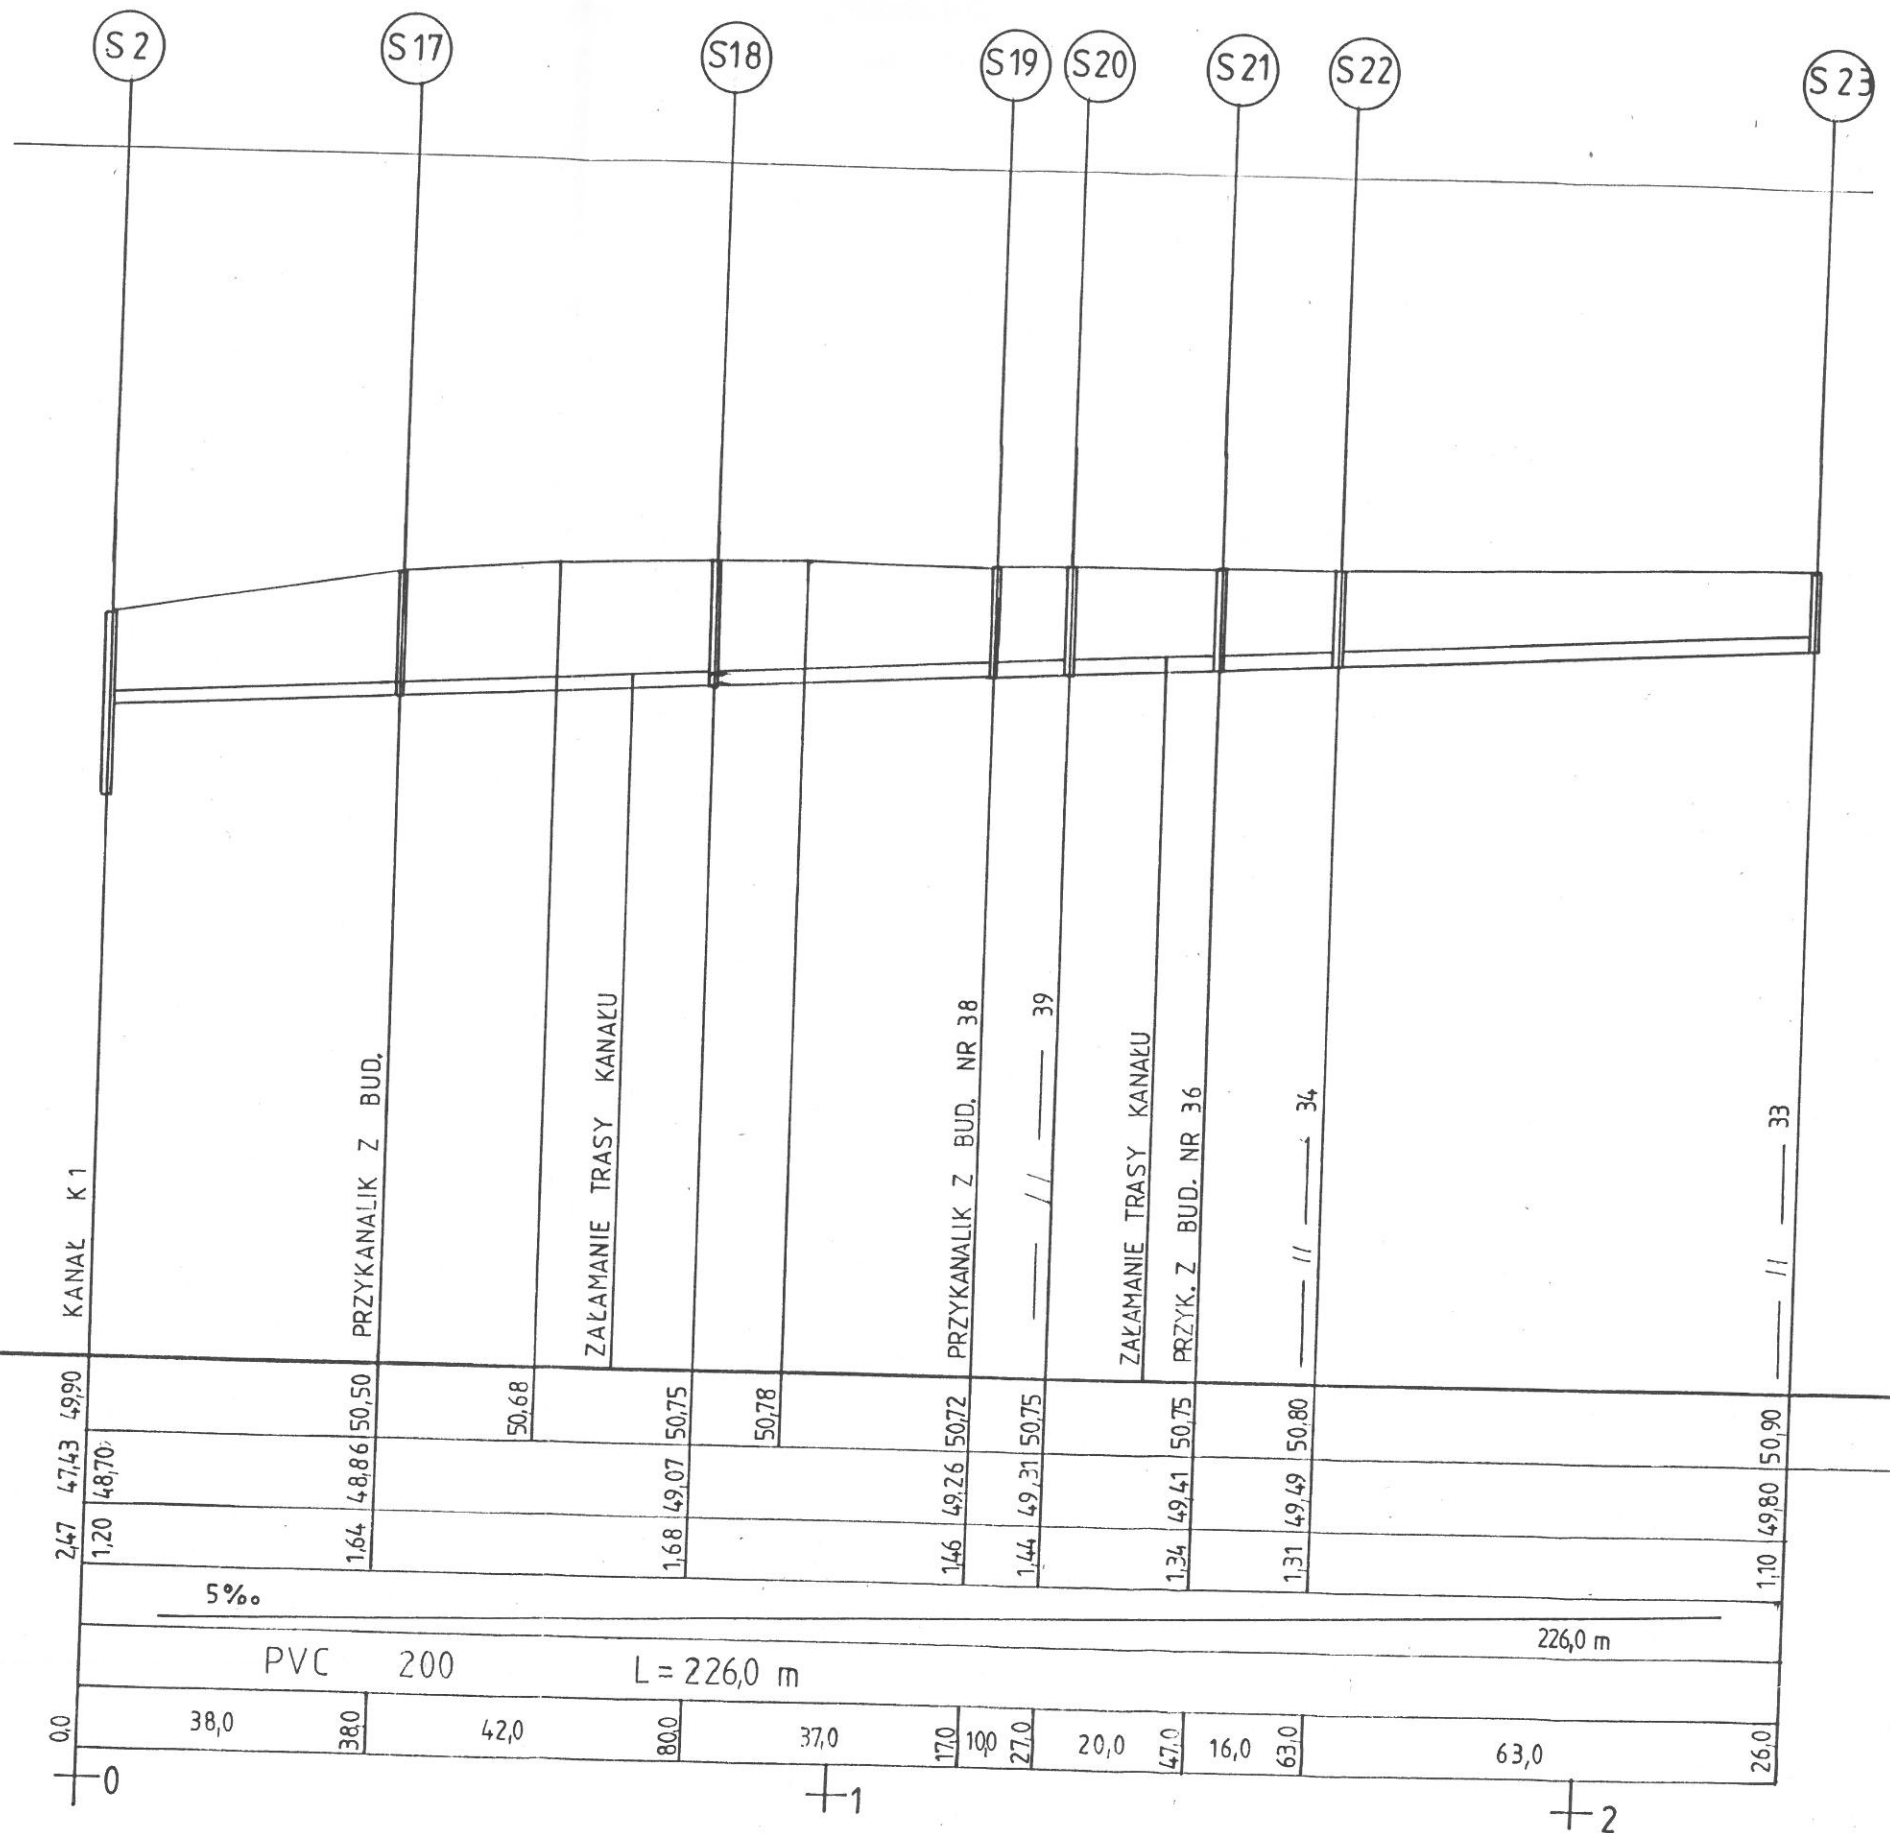 S2
S17
S18
S19
S20
S21
S22
S23
KANAŁ K1
PRZYKANALIK Z BUD.
ZAŁAMANIE TRASY KANAŁU
PRZYKANALIK Z BUD. NR 38
— // — 39
ZAŁAMANIE TRASY KANAŁU
PRZYK. Z BUD. NR 36
— // — 34
— // — 33
49,90
50,50
50,68
50,75
50,78
50,72
50,75
50,75
50,80
50,90
47,43
48,70
48,86
49,07
49,26
49,31
49,41
49,49
49,80
2,47
1,20
1,64
1,68
1,46
1,44
1,34
1,31
1,10
5‰
226,0 m
PVC 200 L = 226,0 m
0,0
38,0
38,0
42,0
80,0
37,0
17,0
10,0
27,0
20,0
47,0
16,0
63,0
63,0
26,0
0
1
2